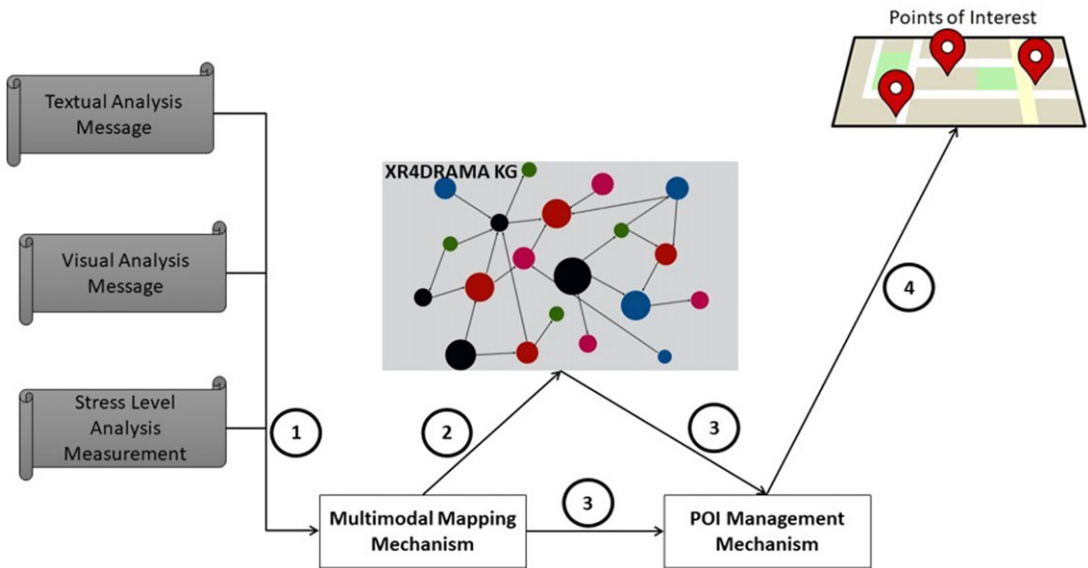 Points of Interest
Textual Analysis
Message
XR4DRAMA KG
Visual Analysis
Message
4
Stress Level
Analysis
Measurement
1
2
3
3
Multimodal Mapping
Mechanism
POI Management
Mechanism